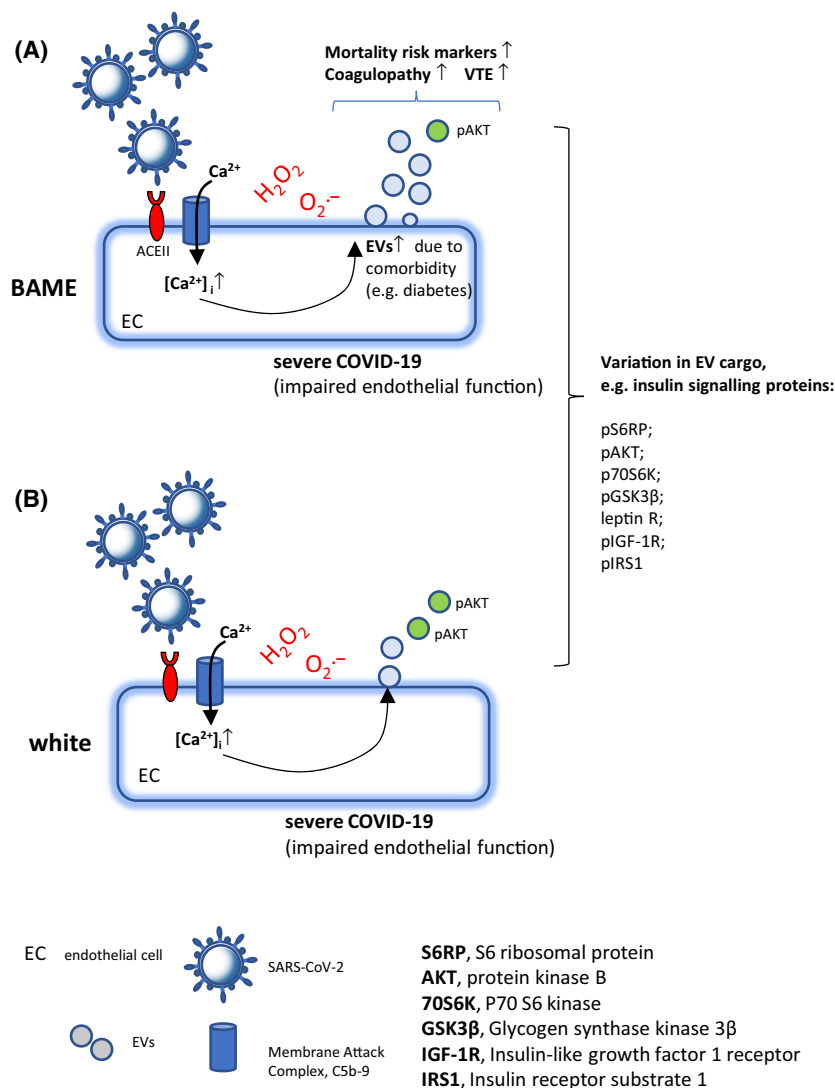 (A)
Mortality risk markers ↑
Coagulopathy ↑ VTE ↑
pAKT
Ca²⁺
H₂O₂
O₂·⁻
ACEII
EVs↑ due to
comorbidity
(e.g. diabetes)
[Ca²⁺]ᵢ↑
BAME
EC
severe COVID-19
(impaired endothelial function)
Variation in EV cargo,
e.g. insulin signalling proteins:
pS6RP;
pAKT;
p70S6K;
pGSK3β;
leptin R;
pIGF-1R;
pIRS1
(B)
pAKT
pAKT
Ca²⁺
H₂O₂
O₂·⁻
white
[Ca²⁺]ᵢ↑
EC
severe COVID-19
(impaired endothelial function)
EC endothelial cell
SARS-CoV-2
EVs
Membrane Attack
Complex, C5b-9
S6RP, S6 ribosomal protein
AKT, protein kinase B
70S6K, P70 S6 kinase
GSK3β, Glycogen synthase kinase 3β
IGF-1R, Insulin-like growth factor 1 receptor
IRS1, Insulin receptor substrate 1